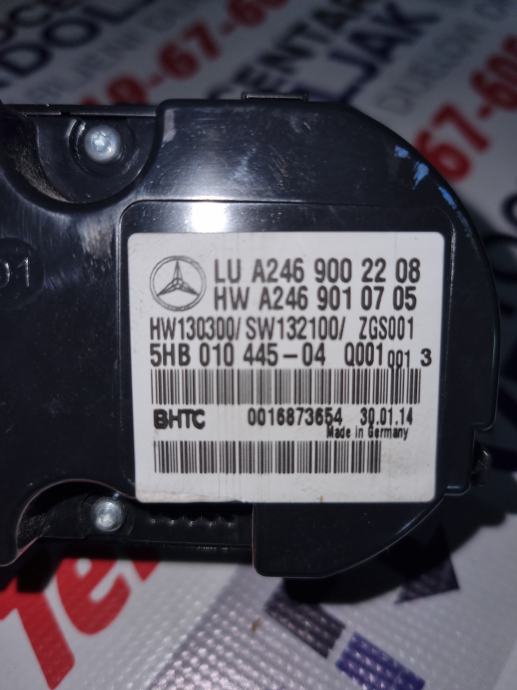 LU A246 900 22 08
HW A246 901 07 05
HW130300/ SW132100/ ZGS001
5HB 010 445-04 Q001 001 3
BHTC 0016873654 30.01.14
Made in Germany